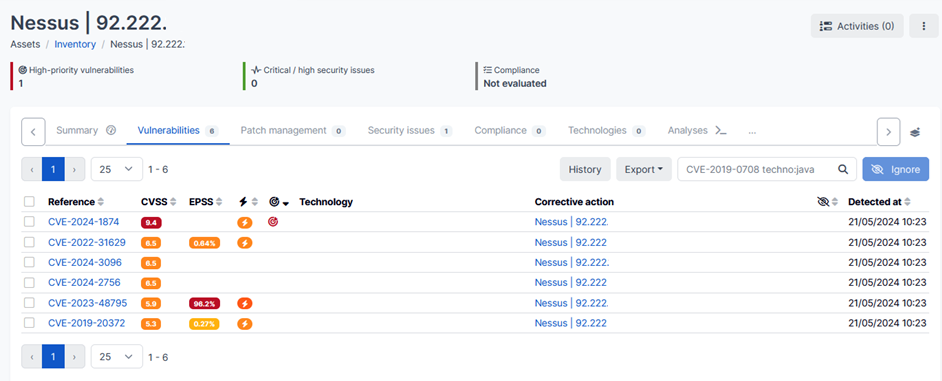 Nessus | 92.222.
Activities (0)
Assets / Inventory / Nessus | 92.222.
High-priority vulnerabilities
1
Critical / high security issues
0
Compliance
Not evaluated
Summary Vulnerabilities 6 Patch management 0 Security issues 1 Compliance 0 Technologies 0 Analyses ...
‹ 1 › 25 1 - 6 History Export CVE-2019-0708 techno:java Ignore
Reference CVSS EPSS Technology Corrective action Detected at
CVE-2024-1874 9.4 Nessus | 92.222. 21/05/2024 10:23
CVE-2022-31629 6.5 0.64% Nessus | 92.222 21/05/2024 10:23
CVE-2024-3096 6.5 Nessus | 92.222. 21/05/2024 10:23
CVE-2024-2756 6.5 Nessus | 92.222 21/05/2024 10:23
CVE-2023-48795 5.9 96.2% Nessus | 92.222. 21/05/2024 10:23
CVE-2019-20372 5.3 0.27% Nessus | 92.222 21/05/2024 10:23
‹ 1 › 25 1 - 6